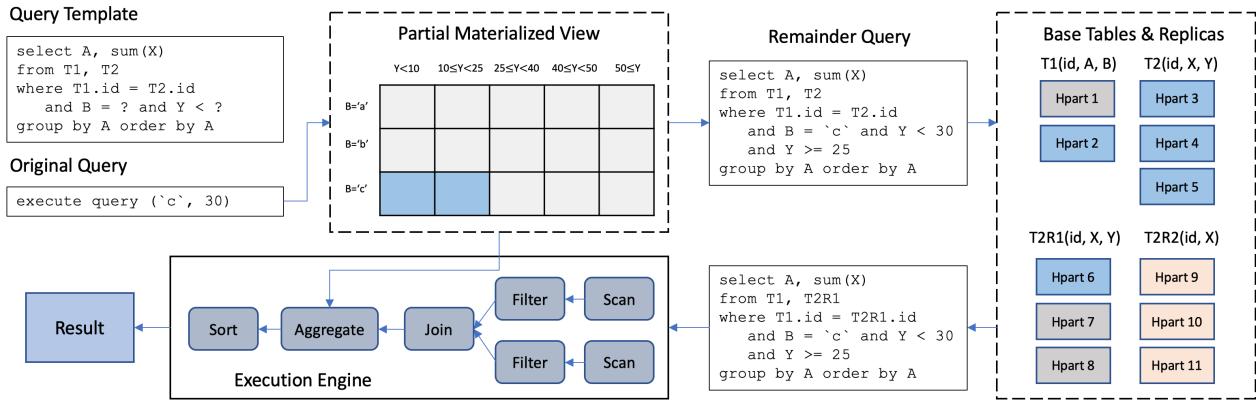 Query Template
select A, sum(X)
from T1, T2
where T1.id = T2.id
and B = ? and Y < ?
group by A order by A
Original Query
execute query (`c`, 30)
Partial Materialized View
Y<10 10≤Y<25 25≤Y<40 40≤Y<50 50≤Y
B='a'
B='b'
B='c'
Remainder Query
select A, sum(X)
from T1, T2
where T1.id = T2.id
and B = `c` and Y < 30
and Y >= 25
group by A order by A
Base Tables & Replicas
T1(id, A, B) T2(id, X, Y)
Hpart 1 Hpart 3
Hpart 2 Hpart 4
Hpart 5
T2R1(id, X, Y) T2R2(id, X)
Hpart 6 Hpart 9
Hpart 7 Hpart 10
Hpart 8 Hpart 11
select A, sum(X)
from T1, T2R1
where T1.id = T2R1.id
and B = `c` and Y < 30
and Y >= 25
group by A order by A
Filter Scan
Sort Aggregate Join
Filter Scan
Execution Engine
Result